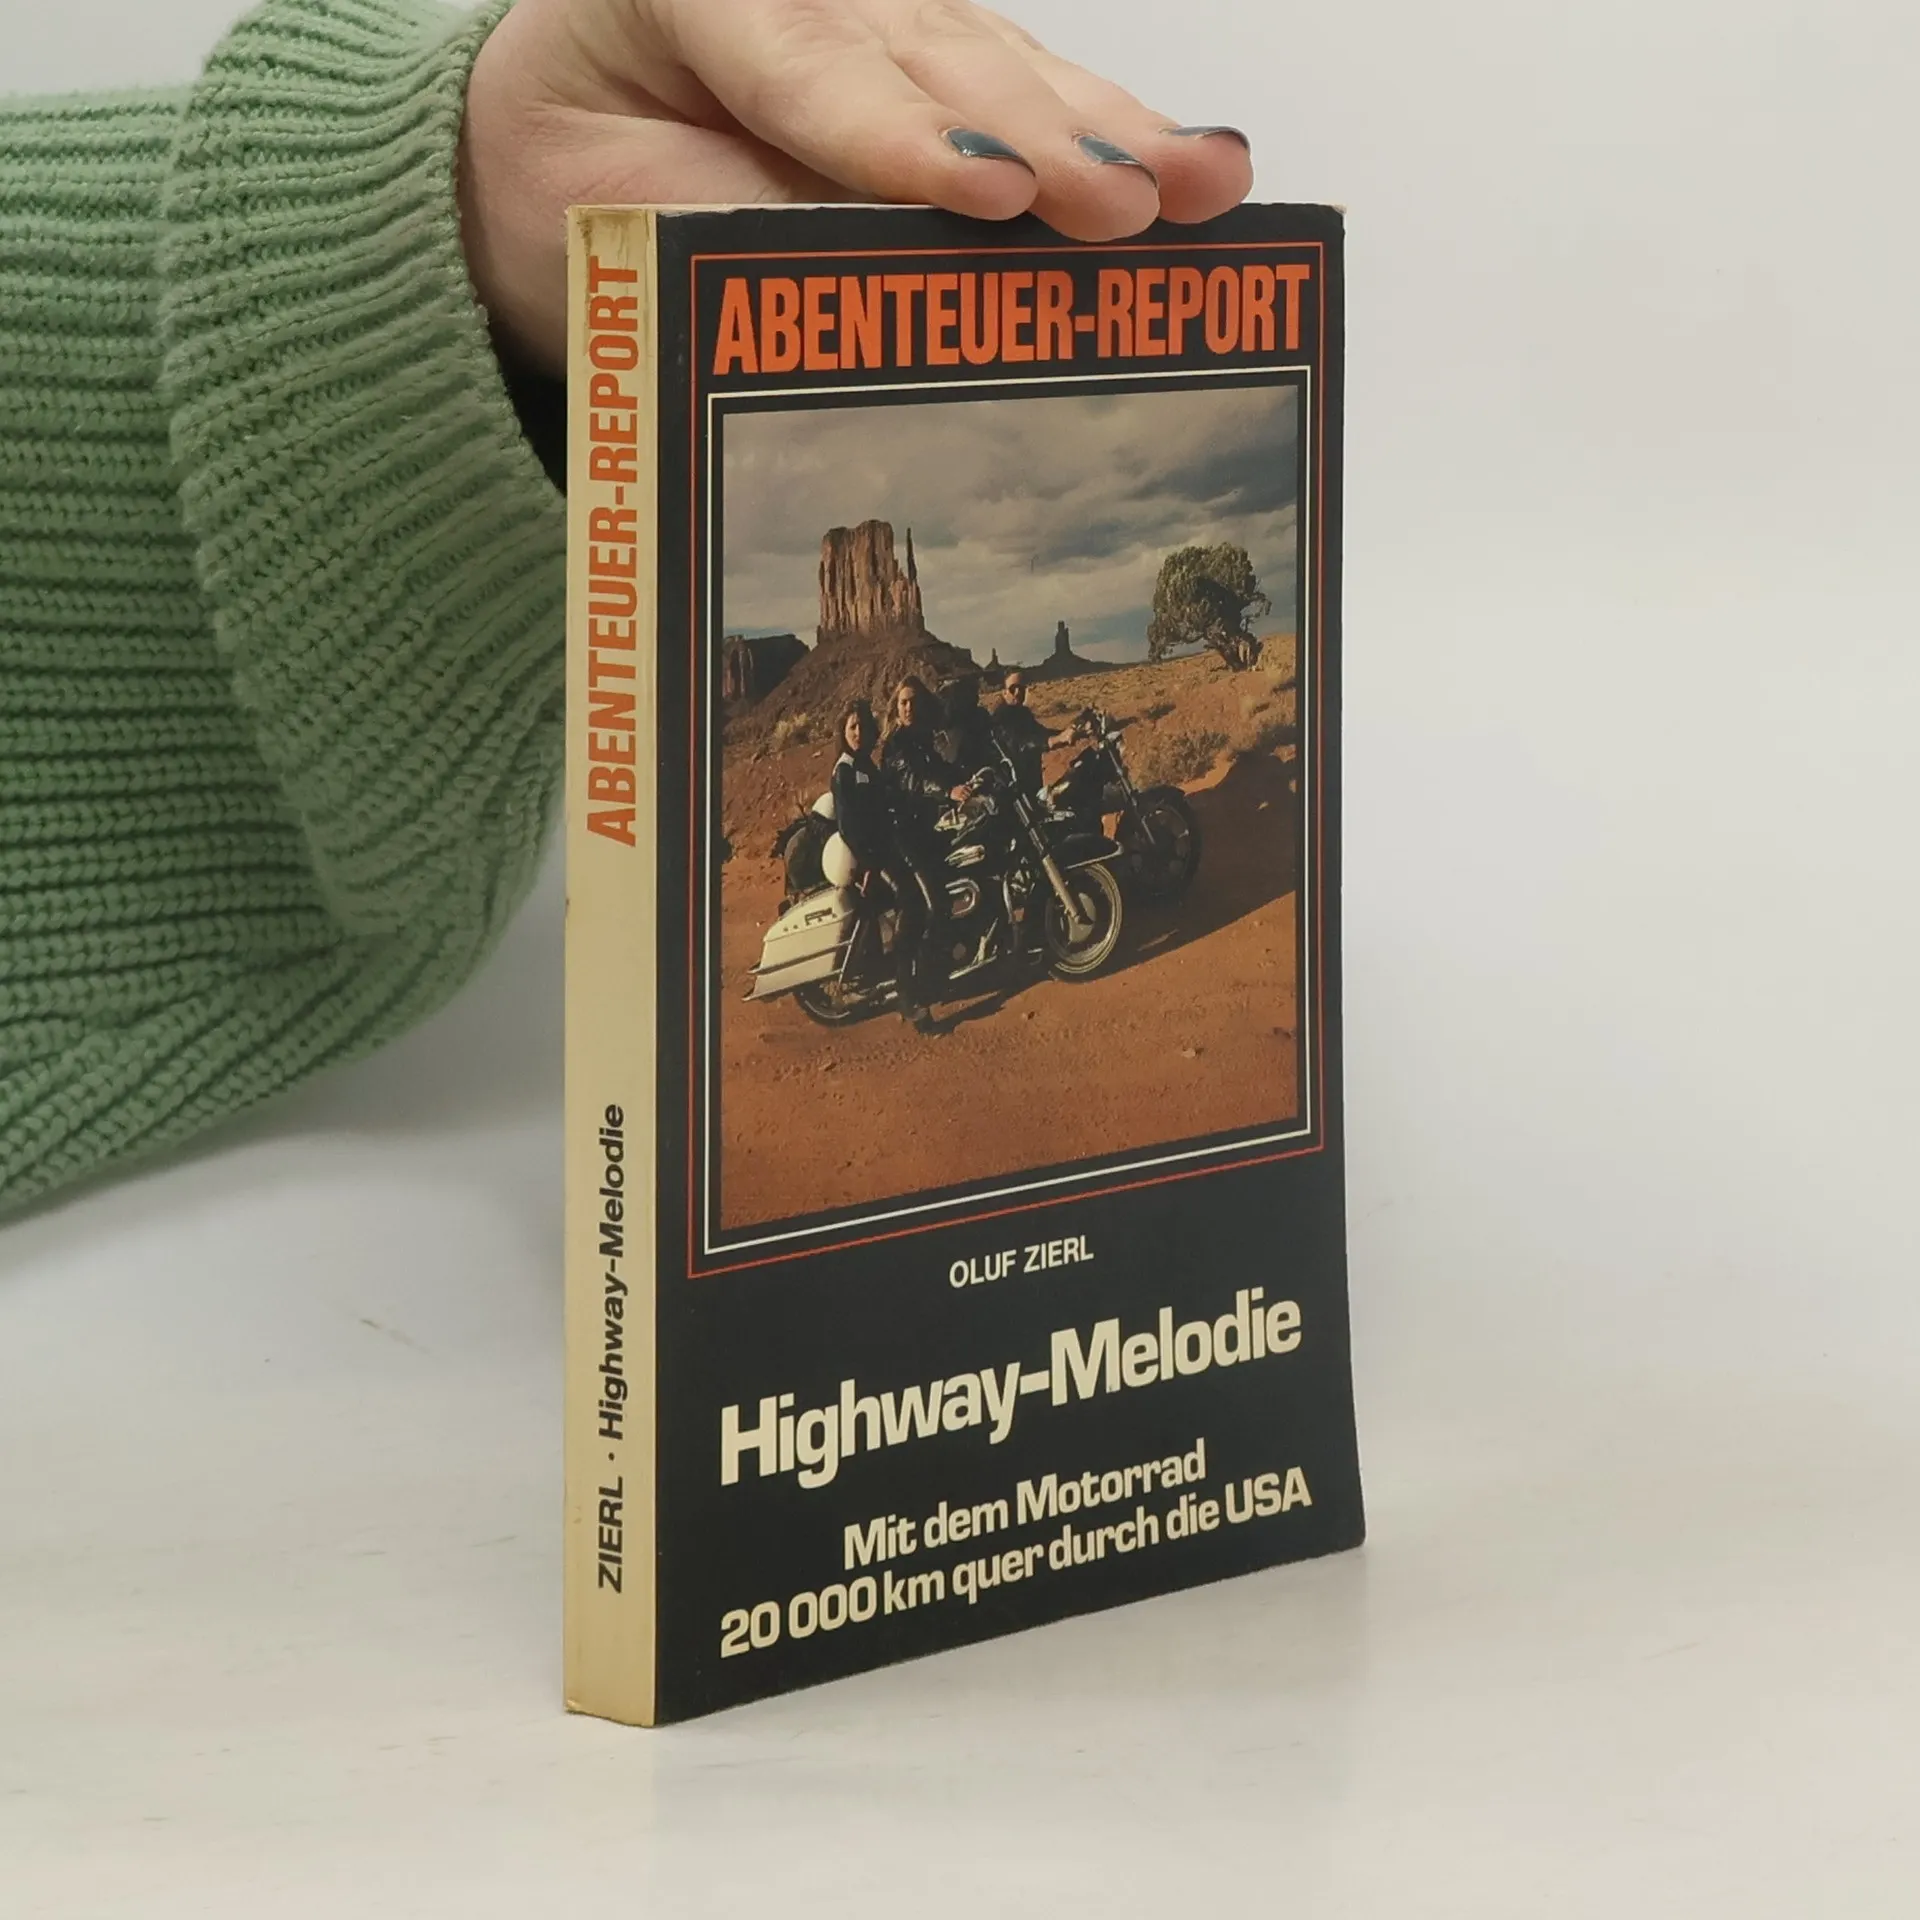 ABENTEUER-REPORT
ZIERL · Highway-Melodie
ABENTEUER-REPORT
OLUF ZIERL
Highway-Melodie
Mit dem Motorrad
20 000 km quer durch die USA